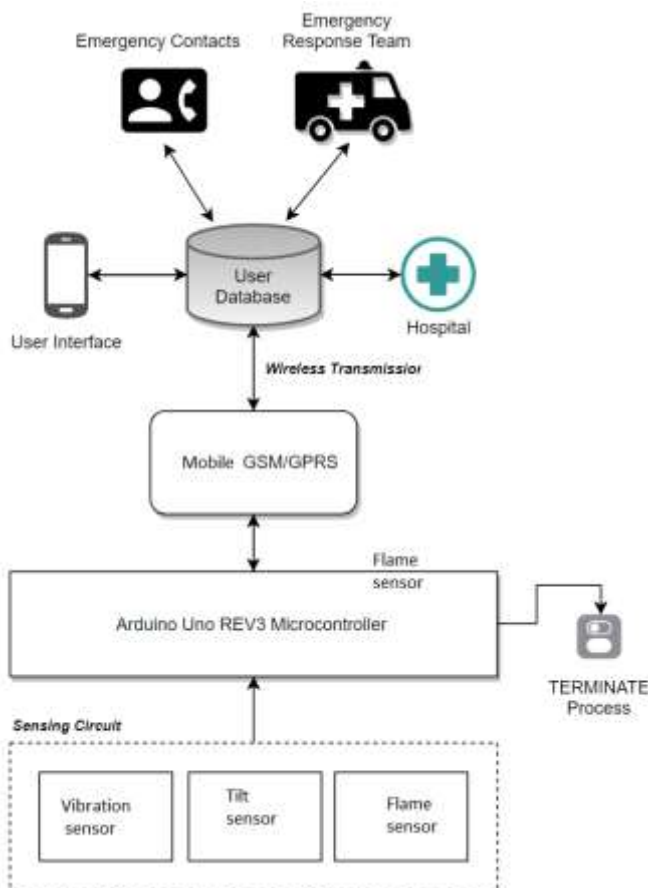 Emergency Contacts
Emergency
Response Team
User
Database
User Interface
Hospital
Wireless Transmission
Mobile GSM/GPRS
Flame
sensor
Arduino Uno REV3 Microcontroller
TERMINATE
Process
Sensing Circuit
Vibration
sensor
Tilt
sensor
Flame
sensor